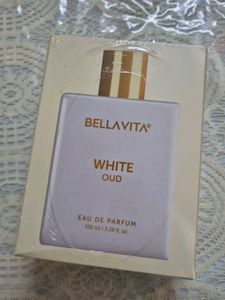 BELLAVITA®
WHITE
OUD
EAU DE PARFUM
100 ml / 3.38 fl. oz